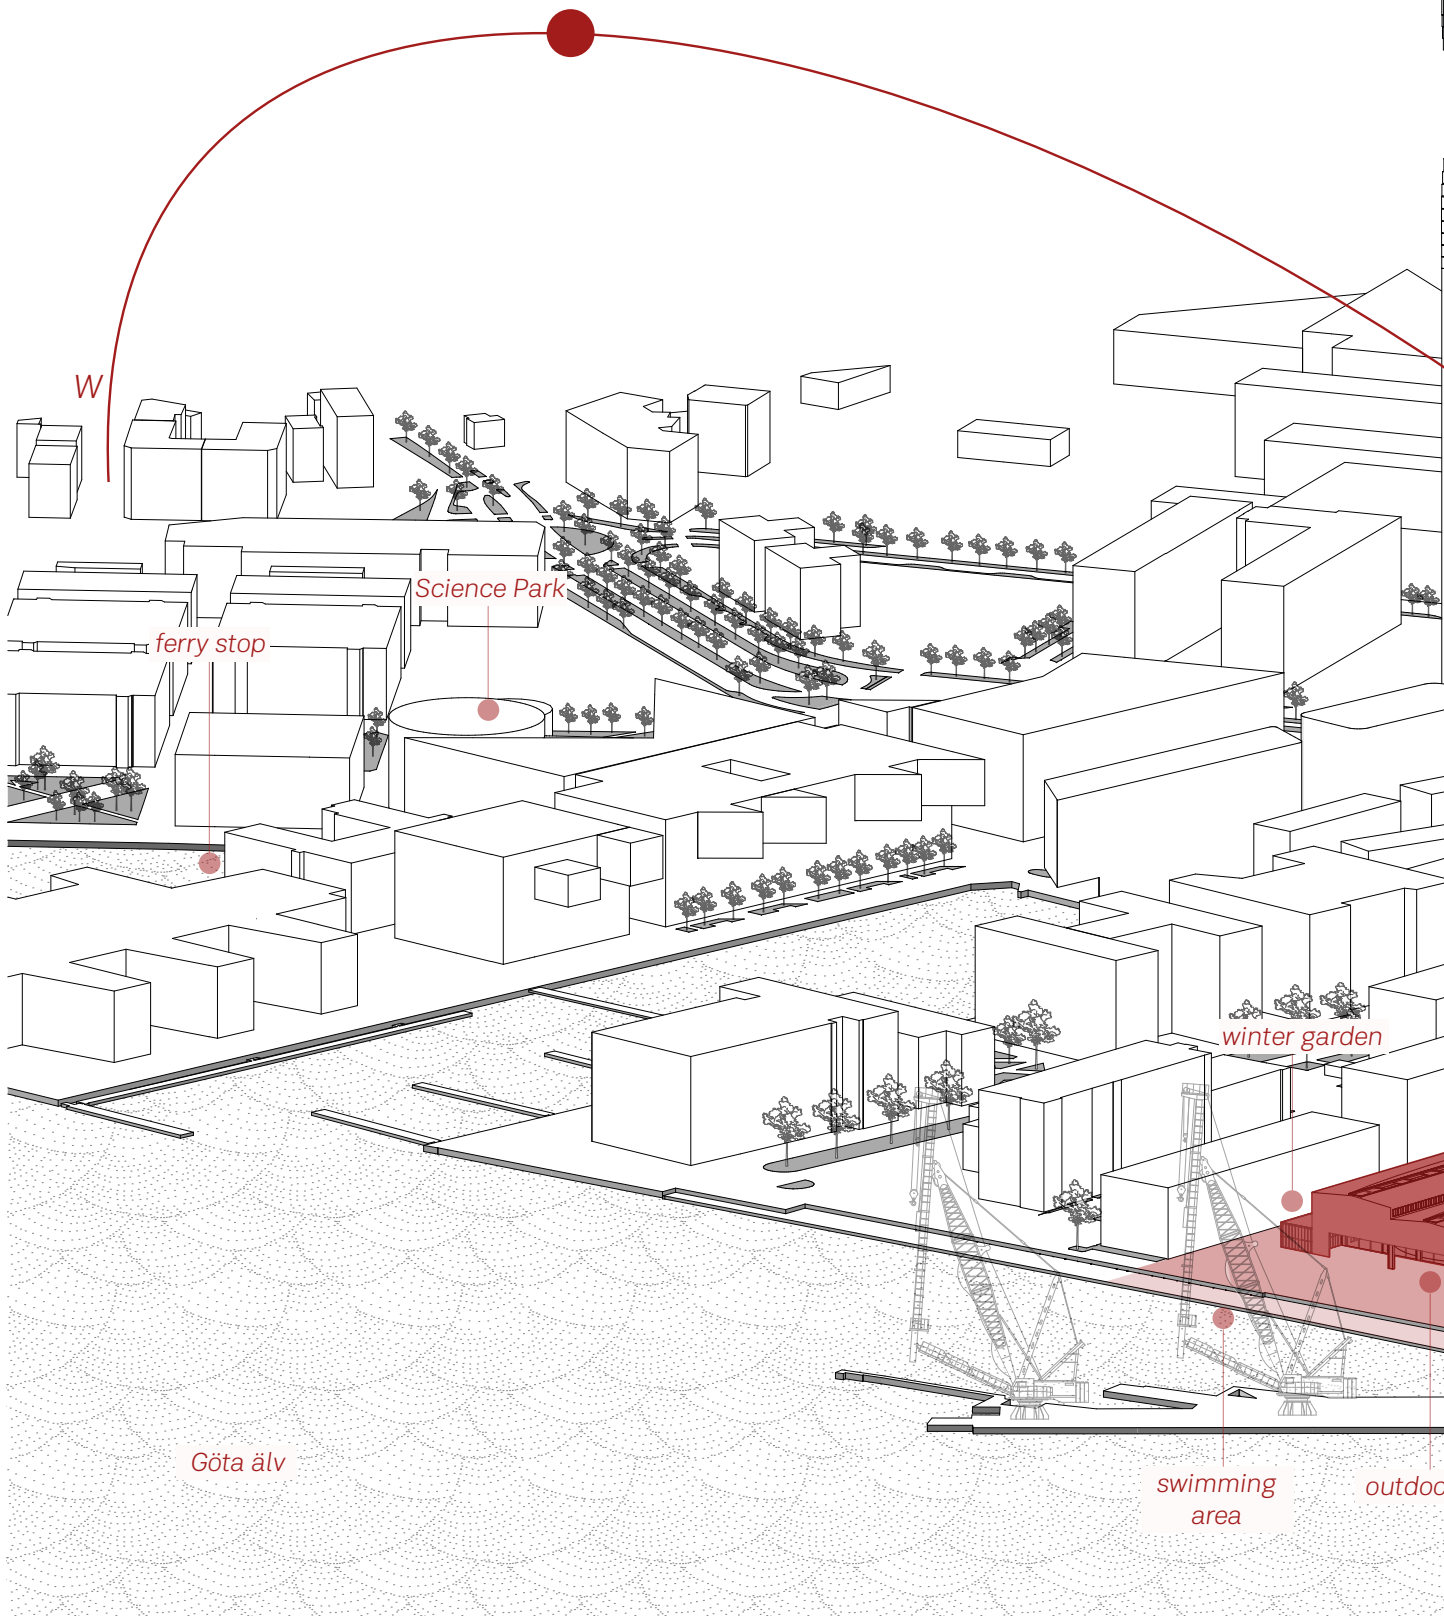 W
Science Park
ferry stop
winter garden
Göta älv
swimming
area